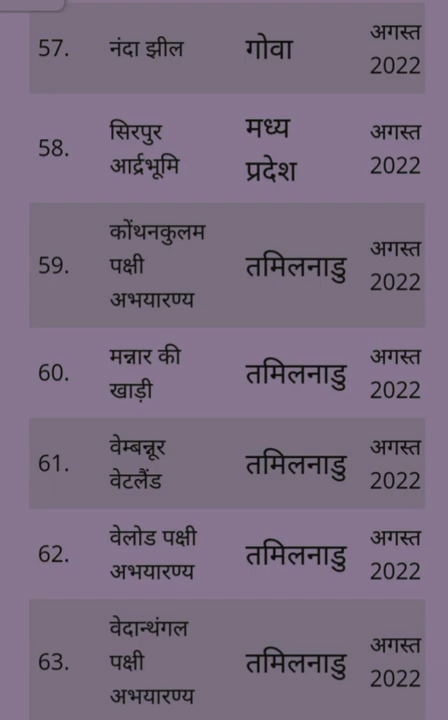 57. नंदा झील गोवा अगस्त
2022
58. सिरपुर मध्य अगस्त
आर्द्रभूमि प्रदेश 2022
कोंथनकुलम
59. पक्षी तमिलनाडु अगस्त
अभयारण्य 2022
60. मन्नार की तमिलनाडु अगस्त
खाड़ी 2022
61. वेम्बन्नूर तमिलनाडु अगस्त
वेटलैंड 2022
62. वेलोड पक्षी तमिलनाडु अगस्त
अभयारण्य 2022
वेदान्थंगल
63. पक्षी तमिलनाडु अगस्त
अभयारण्य 2022